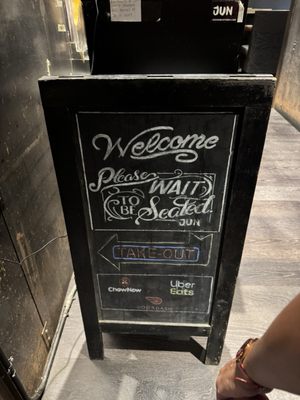 JUN
Welcome
Please WAIT
TO BE Seated.
JUN
TAKE-OUT
ChowNow
Uber
Eats
DOORDASH